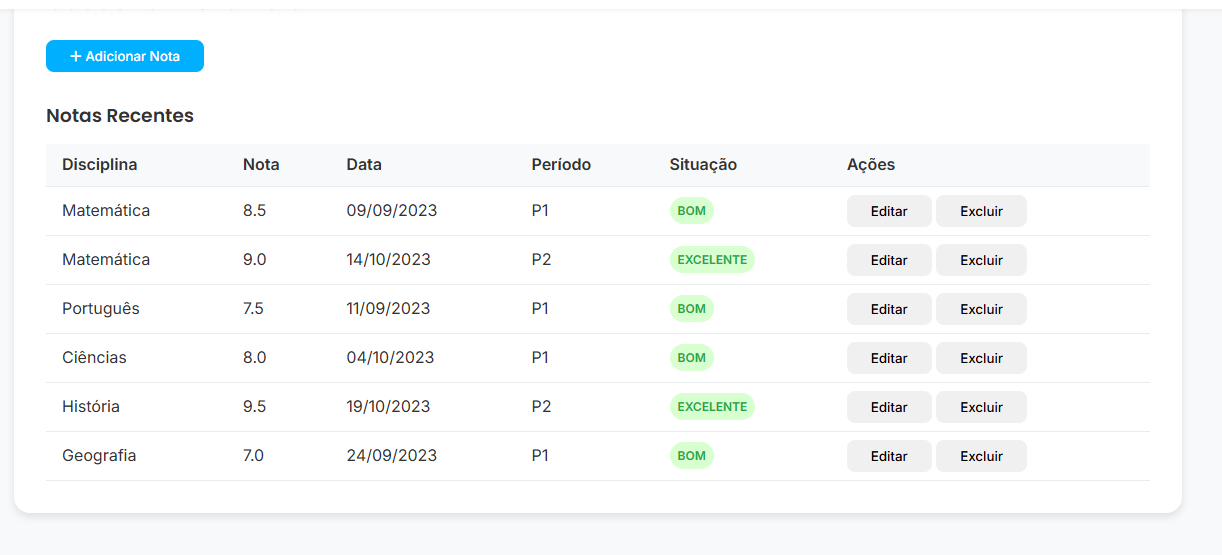 + Adicionar Nota
Notas Recentes
Disciplina Nota Data Período Situação Ações
Matemática 8.5 09/09/2023 P1 BOM Editar Excluir
Matemática 9.0 14/10/2023 P2 EXCELENTE Editar Excluir
Português 7.5 11/09/2023 P1 BOM Editar Excluir
Ciências 8.0 04/10/2023 P1 BOM Editar Excluir
História 9.5 19/10/2023 P2 EXCELENTE Editar Excluir
Geografia 7.0 24/09/2023 P1 BOM Editar Excluir